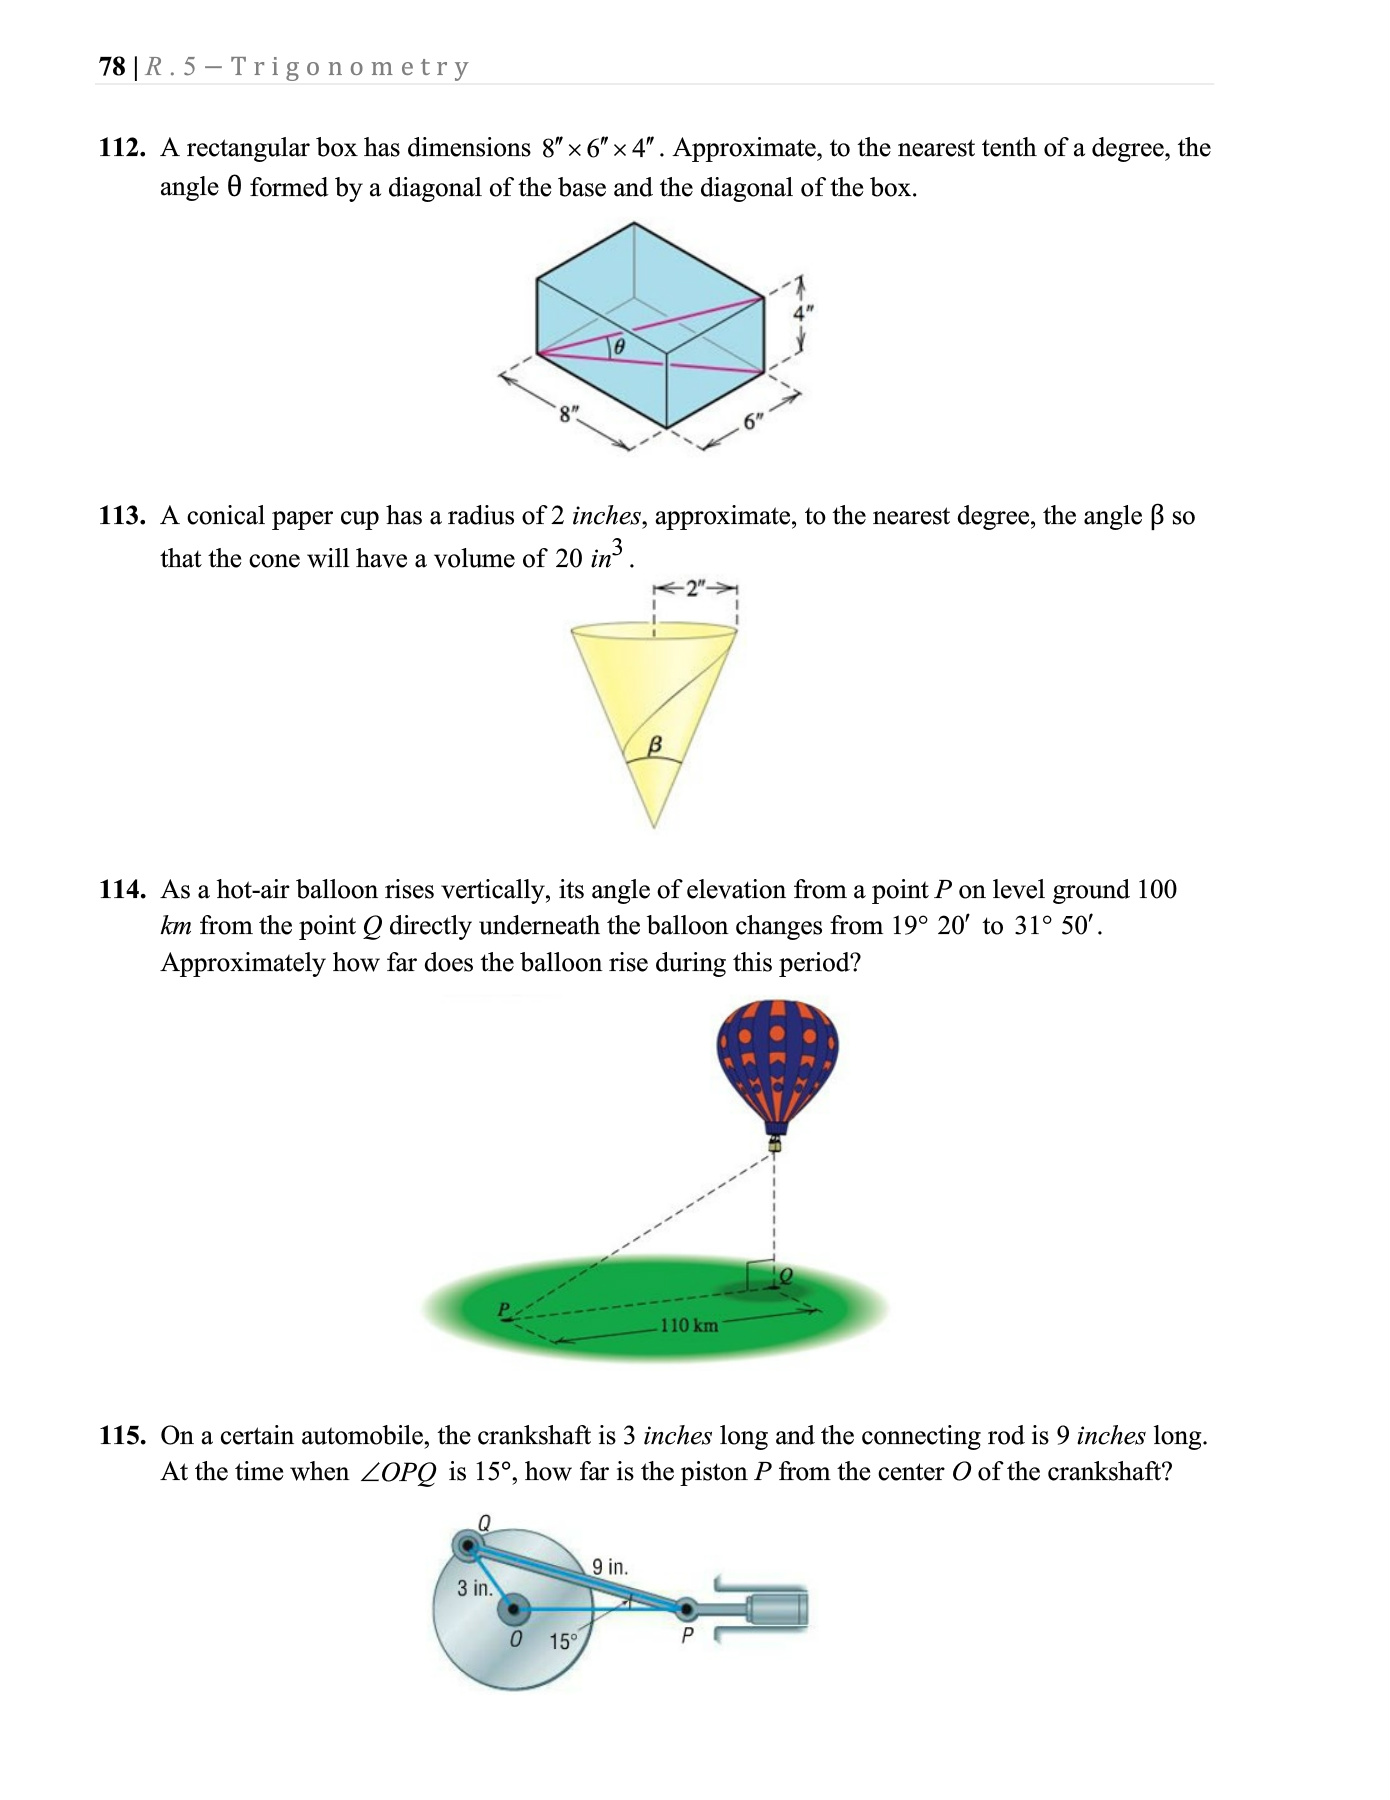 78 | R . 5 – T r i g o n o m e t r y
112. A rectangular box has dimensions 8″ × 6″ × 4″ . Approximate, to the nearest tenth of a degree, the
angle θ formed by a diagonal of the base and the diagonal of the box.
4″
θ
8″
6″
113. A conical paper cup has a radius of 2 inches, approximate, to the nearest degree, the angle β so
that the cone will have a volume of 20 in³ .
2″
β
114. As a hot-air balloon rises vertically, its angle of elevation from a point P on level ground 100
km from the point Q directly underneath the balloon changes from 19° 20′ to 31° 50′.
Approximately how far does the balloon rise during this period?
Q
P
110 km
115. On a certain automobile, the crankshaft is 3 inches long and the connecting rod is 9 inches long.
At the time when ∠OPQ is 15°, how far is the piston P from the center O of the crankshaft?
Q
9 in.
3 in.
O 15° P